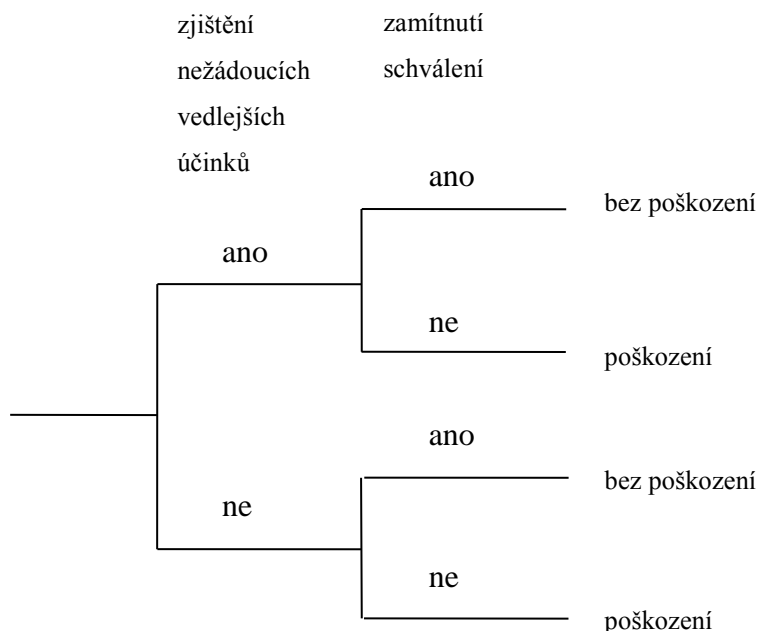 zjištění
nežádoucích
vedlejších
účinků
zamítnutí
schválení
ano
bez poškození
ano
ne
poškození
ano
bez poškození
ne
ne
poškození